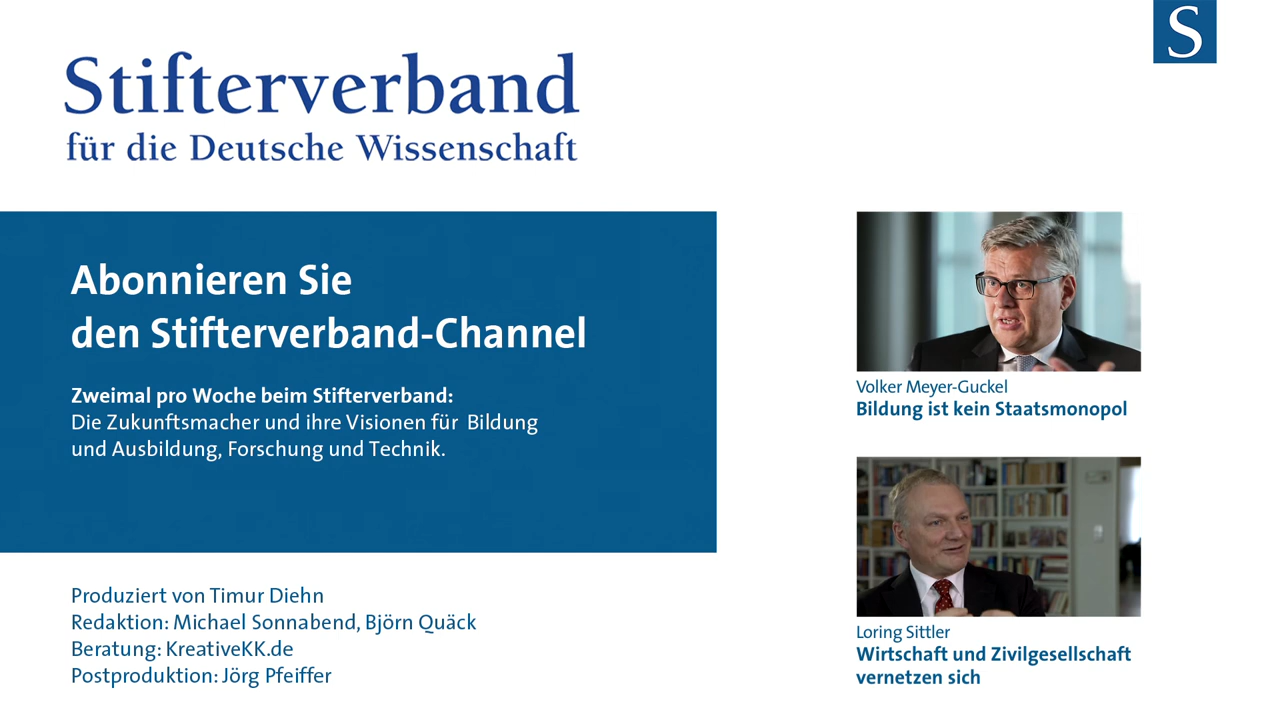 S
Stifterverband
für die Deutsche Wissenschaft
Abonnieren Sie
den Stifterverband-Channel
Zweimal pro Woche beim Stifterverband:
Die Zukunftsmacher und ihre Visionen für Bildung
und Ausbildung, Forschung und Technik.
Produziert von Timur Diehn
Redaktion: Michael Sonnabend, Björn Quäck
Beratung: KreativeKK.de
Postproduktion: Jörg Pfeiffer
Volker Meyer-Guckel
Bildung ist kein Staatsmonopol
Loring Sittler
Wirtschaft und Zivilgesellschaft
vernetzen sich